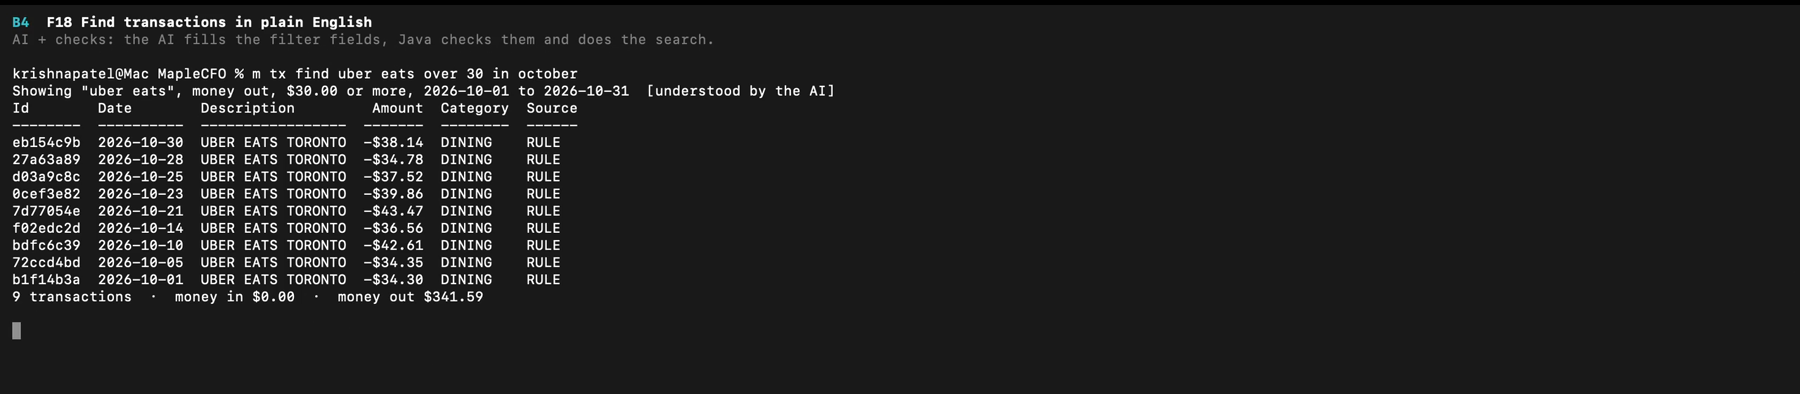 B4  F18 Find transactions in plain English
AI + checks: the AI fills the filter fields, Java checks them and does the search.
krishnapatel@Mac MapleCFO % m tx find uber eats over 30 in october
Showing "uber eats", money out, $30.00 or more, 2026-10-01 to 2026-10-31  [understood by the AI]
Id        Date        Description         Amount  Category  Source
--------  ----------  -----------------  -------  --------  ------
eb154c9b  2026-10-30  UBER EATS TORONTO  -$38.14  DINING    RULE
27a63a89  2026-10-28  UBER EATS TORONTO  -$34.78  DINING    RULE
d03a9c8c  2026-10-25  UBER EATS TORONTO  -$37.52  DINING    RULE
0cef3e82  2026-10-23  UBER EATS TORONTO  -$39.86  DINING    RULE
7d77054e  2026-10-21  UBER EATS TORONTO  -$43.47  DINING    RULE
f02edc2d  2026-10-14  UBER EATS TORONTO  -$36.56  DINING    RULE
bdfc6c39  2026-10-10  UBER EATS TORONTO  -$42.61  DINING    RULE
72ccd4bd  2026-10-05  UBER EATS TORONTO  -$34.35  DINING    RULE
b1f14b3a  2026-10-01  UBER EATS TORONTO  -$34.30  DINING    RULE
9 transactions  ·  money in $0.00  ·  money out $341.59